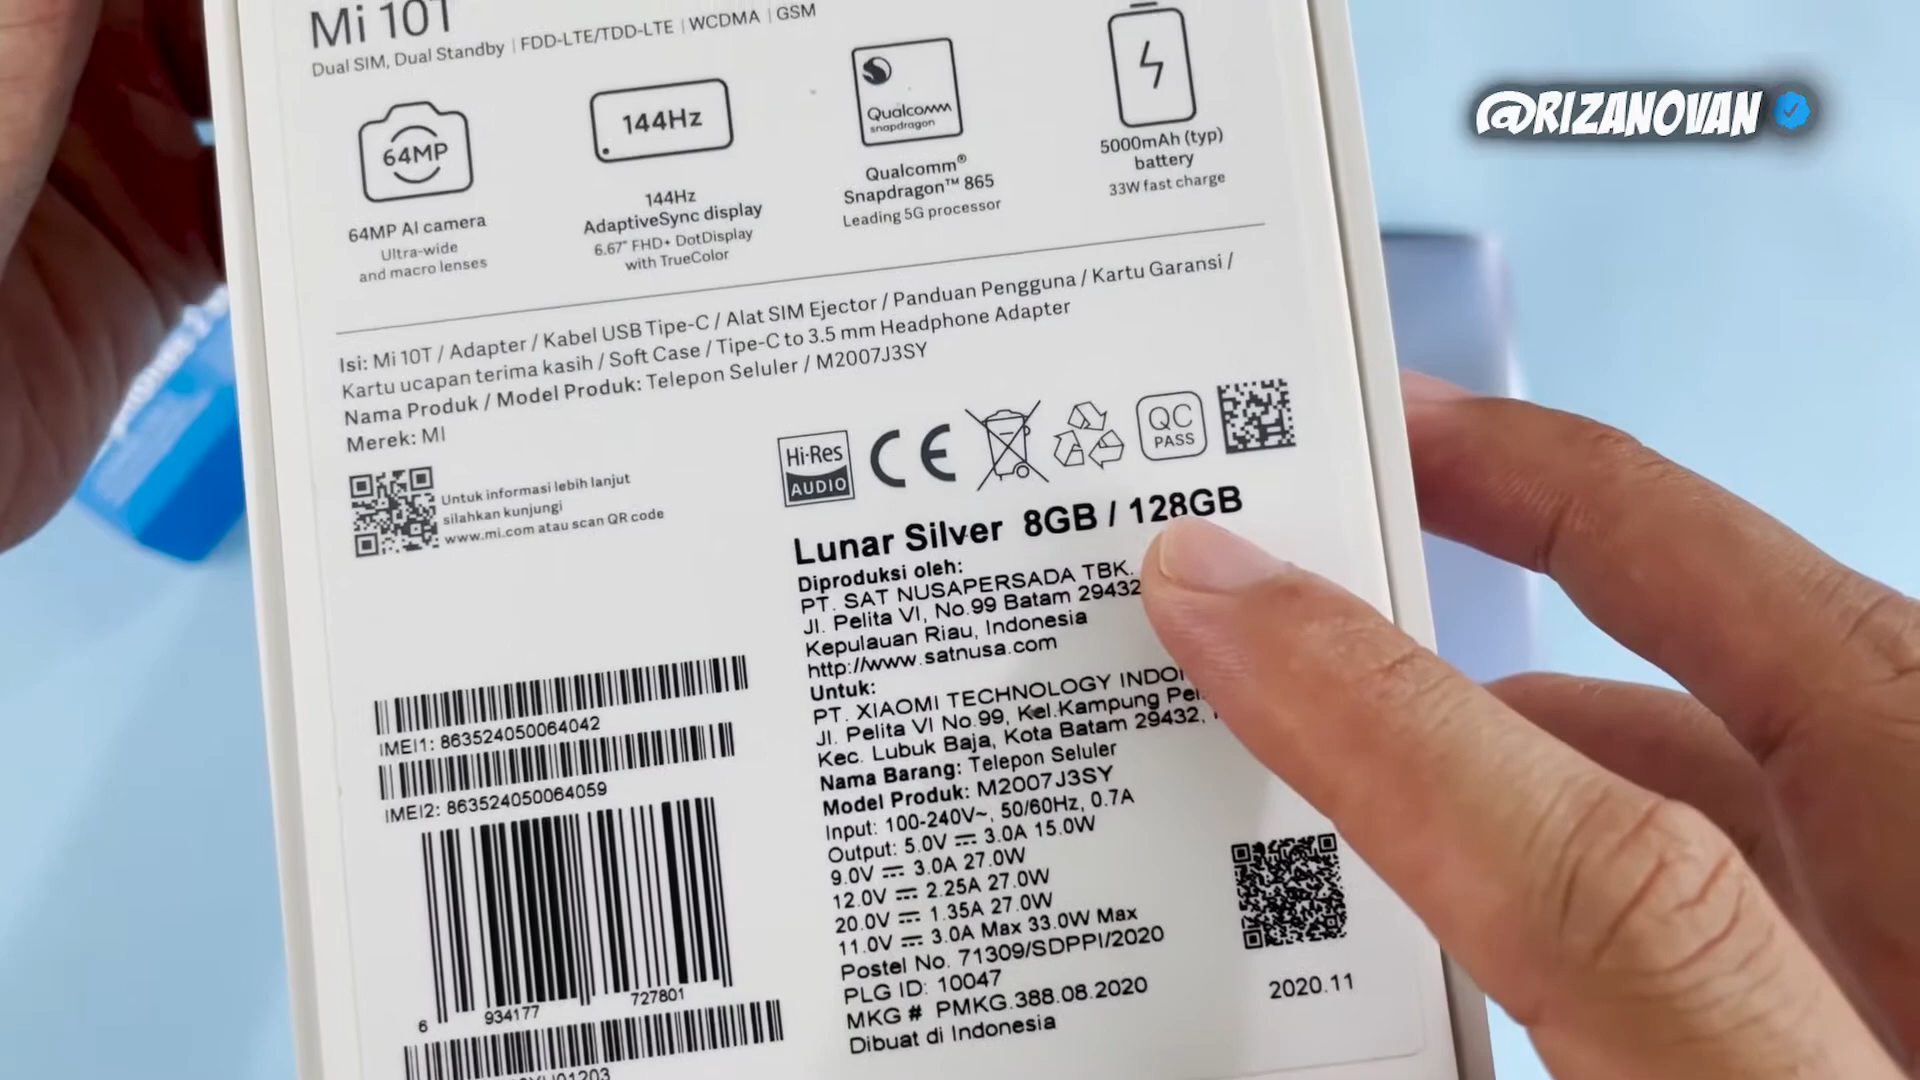 Mi 10T
Dual SIM, Dual Standby | FDD-LTE/TDD-LTE | WCDMA | GSM
@RIZANOVAN
64MP
144Hz
Qualcomm
snapdragon
64MP AI camera
Ultra-wide
and macro lenses
144Hz
AdaptiveSync display
6.67" FHD+ DotDisplay
with TrueColor
Qualcomm®
Snapdragon™ 865
Leading 5G processor
5000mAh (typ)
battery
33W fast charge
Isi: Mi 10T / Adapter / Kabel USB Tipe-C / Alat SIM Ejector / Panduan Pengguna / Kartu Garansi /
Kartu ucapan terima kasih / Soft Case / Tipe-C to 3.5 mm Headphone Adapter
Nama Produk / Model Produk: Telepon Seluler / M2007J3SY
Merek: MI
Untuk informasi lebih lanjut
silahkan kunjungi
www.mi.com atau scan QR code
Hi-Res
AUDIO
CE
QC
PASS
Lunar Silver 8GB / 128GB
Diproduksi oleh:
PT. SAT NUSAPERSADA TBK.
Jl. Pelita VI, No.99 Batam 29432
Kepulauan Riau, Indonesia
http://www.satnusa.com
Untuk:
PT. XIAOMI TECHNOLOGY
Jl. Pelita VI No.99, Kel.Kampung
Kec. Lubuk Baja, Kota Batam 29432,
Nama Barang: Telepon Seluler
Model Produk: M2007J3SY
Input: 100-240V~, 50/60Hz, 0.7A
Output: 5.0V ⎓ 3.0A 15.0W
9.0V ⎓ 3.0A 27.0W
12.0V ⎓ 2.25A 27.0W
20.0V ⎓ 1.35A 27.0W
11.0V ⎓ 3.0A Max 33.0W Max
Postel No. 71309/SDPPI/2020
PLG ID: 10047
MKG # PMKG.388.08.2020
Dibuat di Indonesia
2020.11
IMEI1: 863524050064042
IMEI2: 863524050064059
6 934177 727801